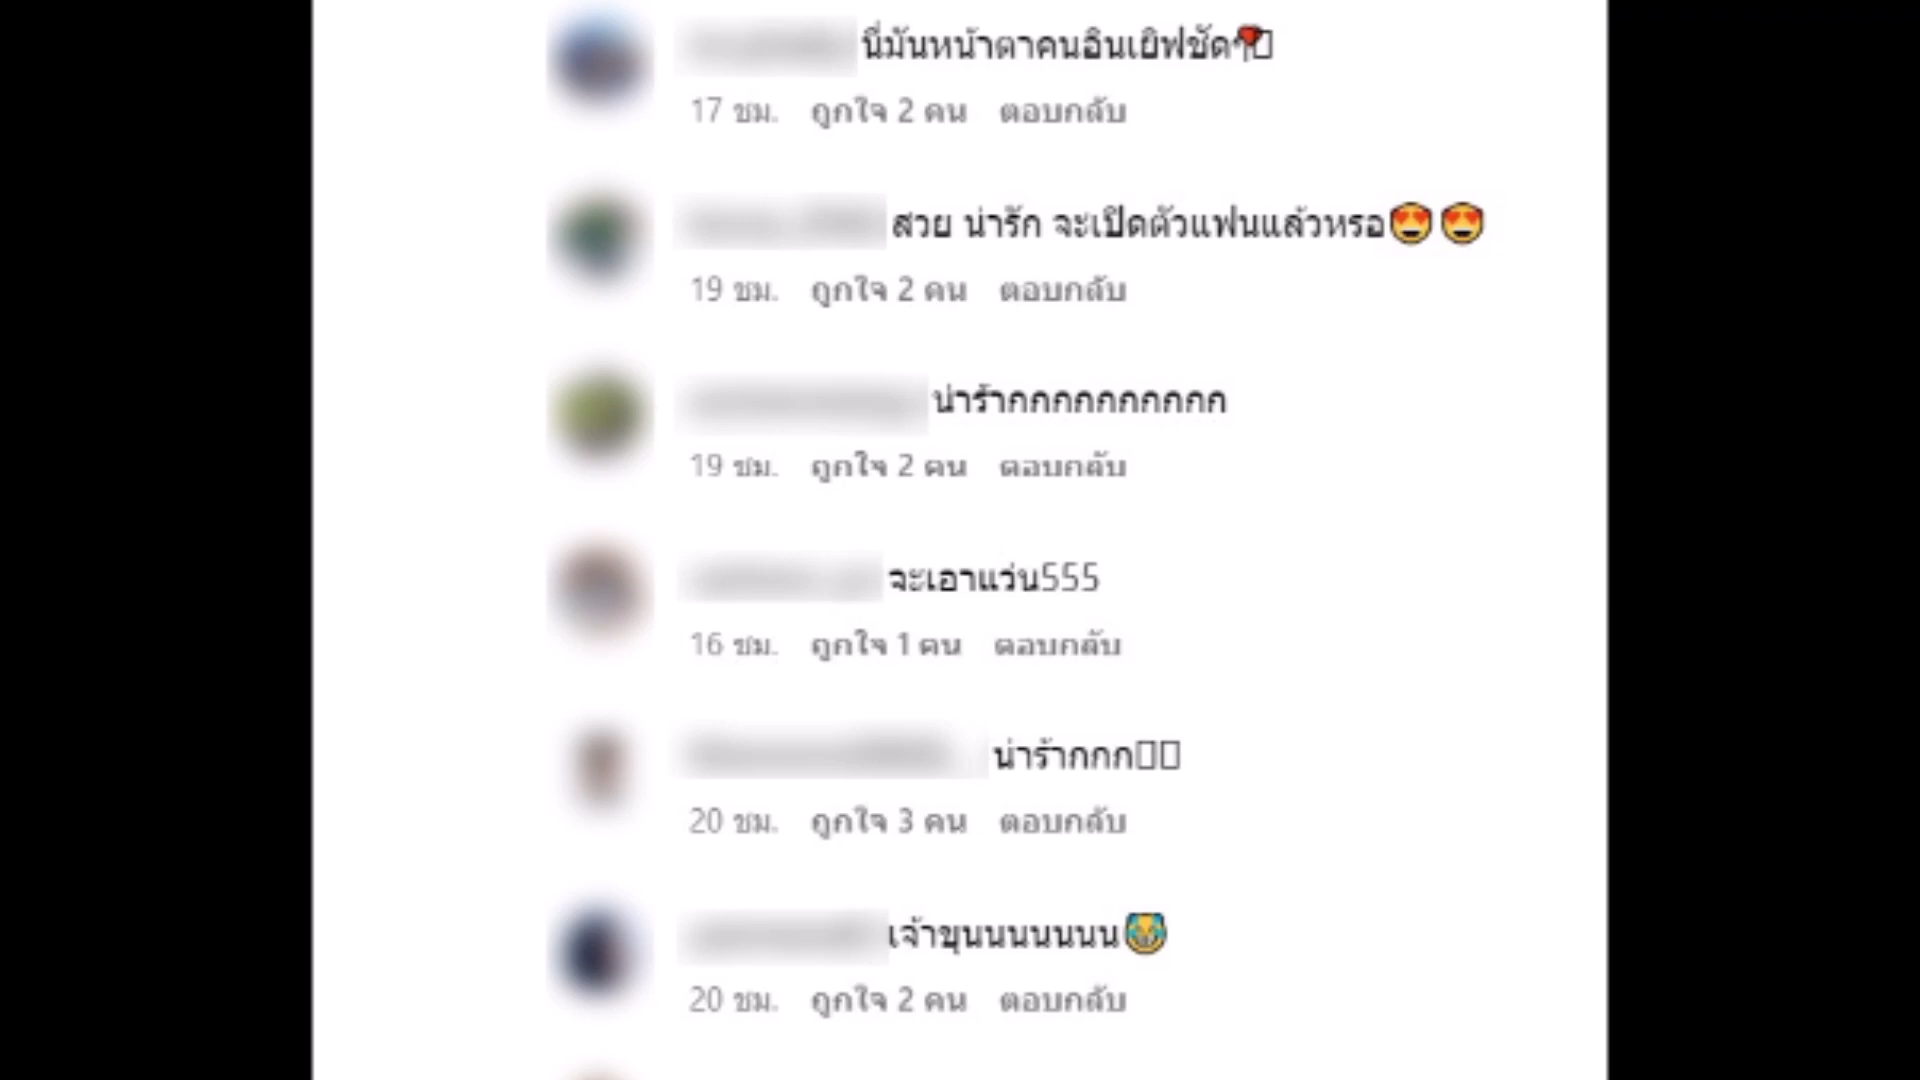 นี่มันหน้าตาคนอินเยิฟชัดๆ
17 ชม. ถูกใจ 2 คน ตอบกลับ
สวย น่ารัก จะเปิดตัวแฟนแล้วหรอ😍😍
19 ชม. ถูกใจ 2 คน ตอบกลับ
น่าร้ากกกกกกกกกก
19 ชม. ถูกใจ 2 คน ตอบกลับ
จะเอาแว่น555
16 ชม. ถูกใจ 1 คน ตอบกลับ
น่าร้ากกก
20 ชม. ถูกใจ 3 คน ตอบกลับ
เจ้าขุนนนนนนน😹
20 ชม. ถูกใจ 2 คน ตอบกลับ